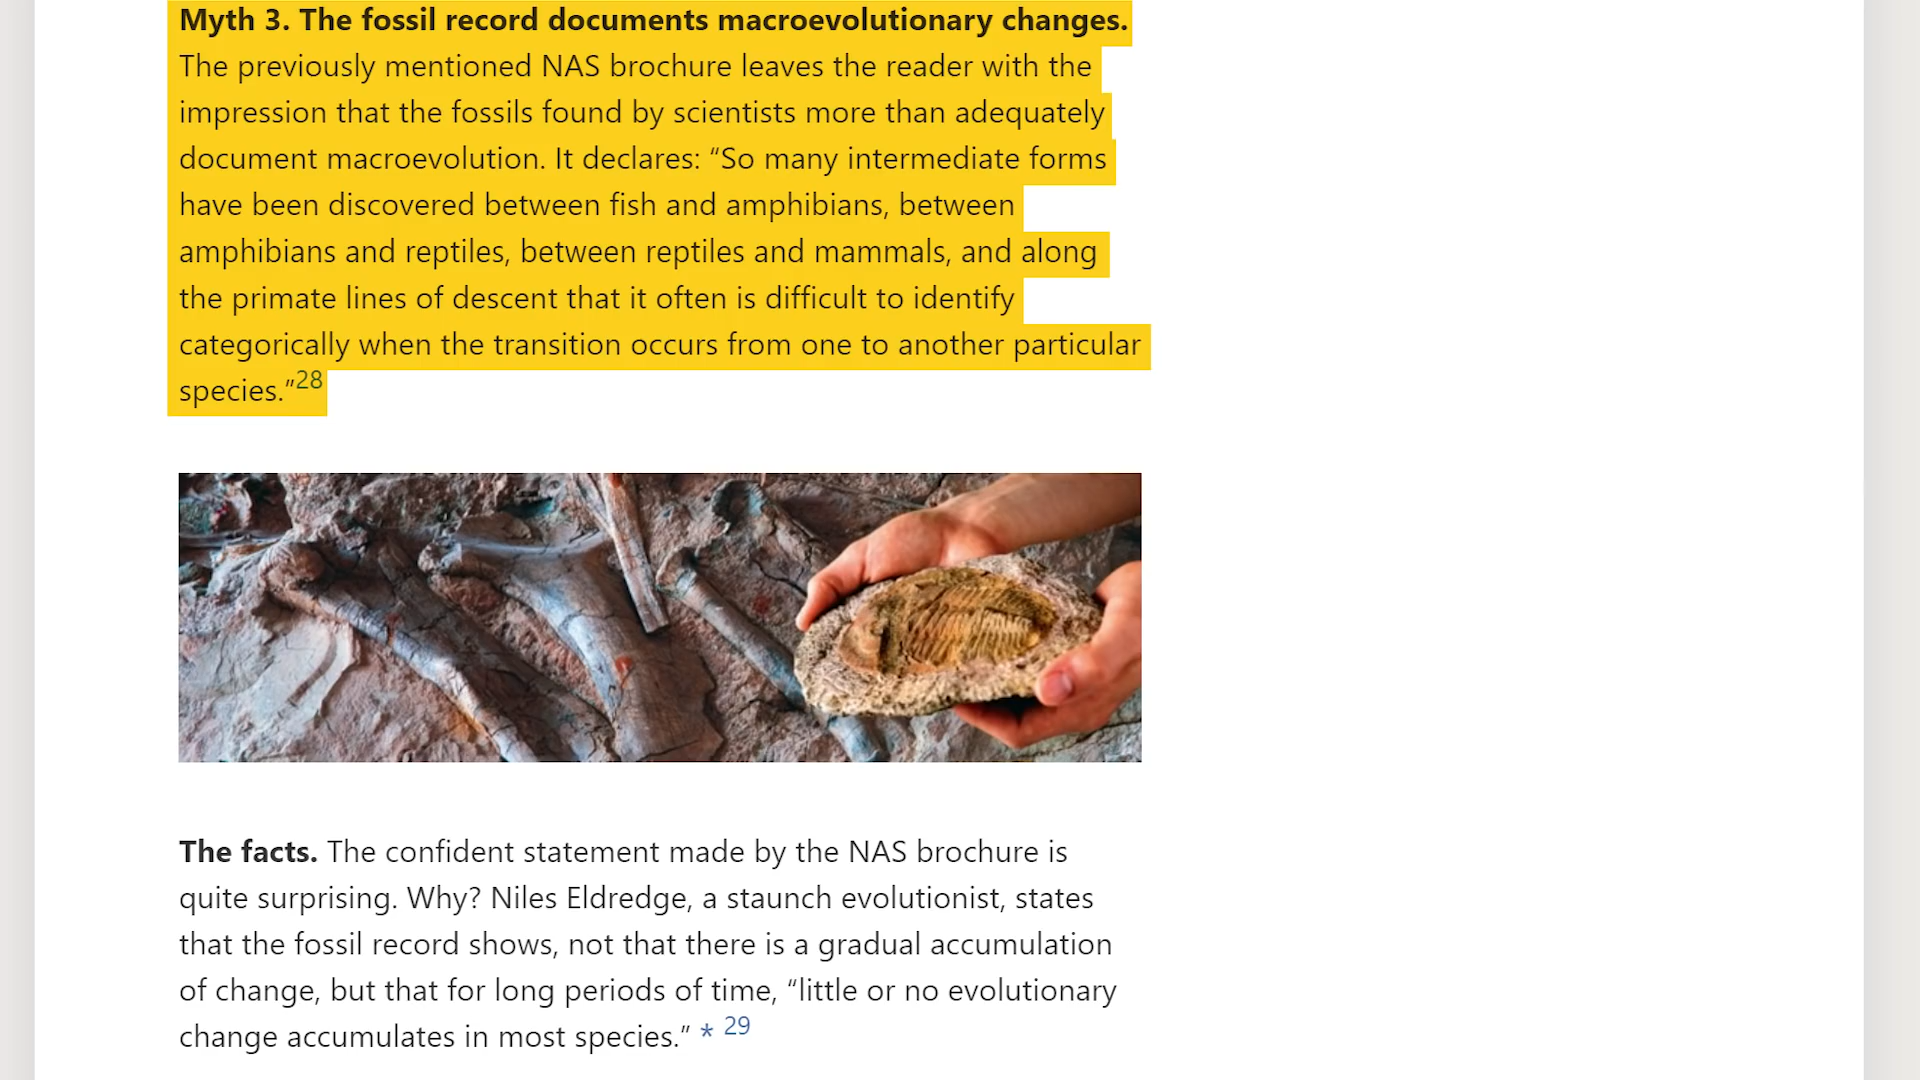 Myth 3. The fossil record documents macroevolutionary changes.
The previously mentioned NAS brochure leaves the reader with the
impression that the fossils found by scientists more than adequately
document macroevolution. It declares: “So many intermediate forms
have been discovered between fish and amphibians, between
amphibians and reptiles, between reptiles and mammals, and along
the primate lines of descent that it often is difficult to identify
categorically when the transition occurs from one to another particular
species.”28
The facts. The confident statement made by the NAS brochure is
quite surprising. Why? Niles Eldredge, a staunch evolutionist, states
that the fossil record shows, not that there is a gradual accumulation
of change, but that for long periods of time, “little or no evolutionary
change accumulates in most species.” * 29